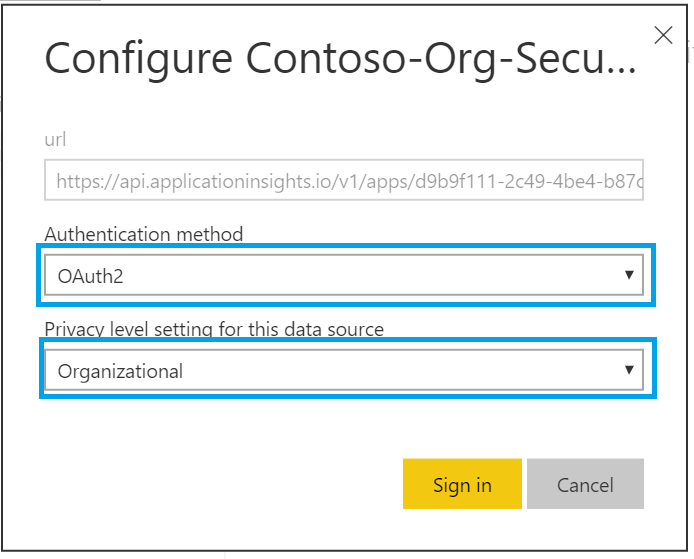 Configure Contoso-Org-Secu...
url
https://api.applicationinsights.io/v1/apps/d9b9f111-2c49-4be4-b87c
Authentication method
OAuth2
Privacy level setting for this data source
Organizational
Sign in
Cancel